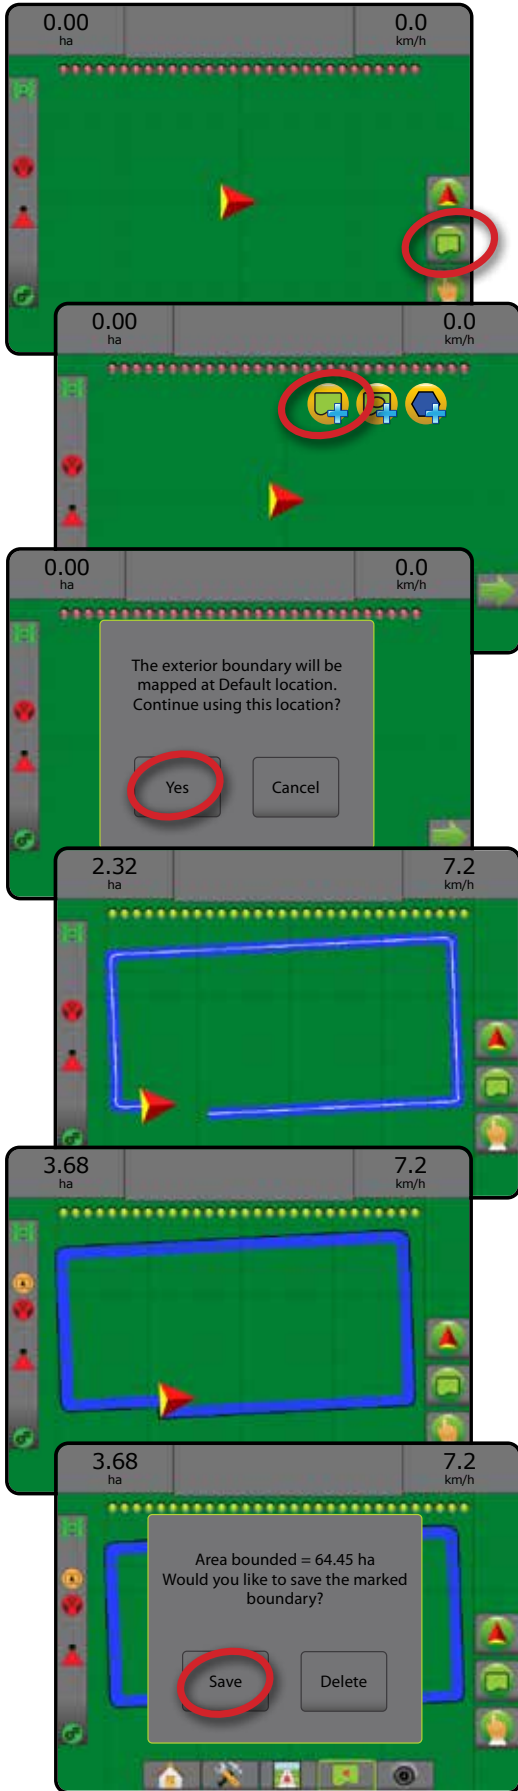 0.00
ha
0.0
km/h
0.00
ha
0.0
km/h
0.00
ha
0.0
km/h
The exterior boundary will be
mapped at Default location.
Continue using this location?
Yes
Cancel
2.32
ha
7.2
km/h
3.68
ha
7.2
km/h
3.68
ha
7.2
km/h
Area bounded = 64.45 ha
Would you like to save the marked
boundary?
Save
Delete